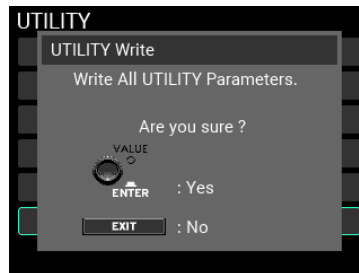 UTILITY
UTILITY Write
Write All UTILITY Parameters.
Are you sure ?
VALUE
ENTER : Yes
EXIT : No